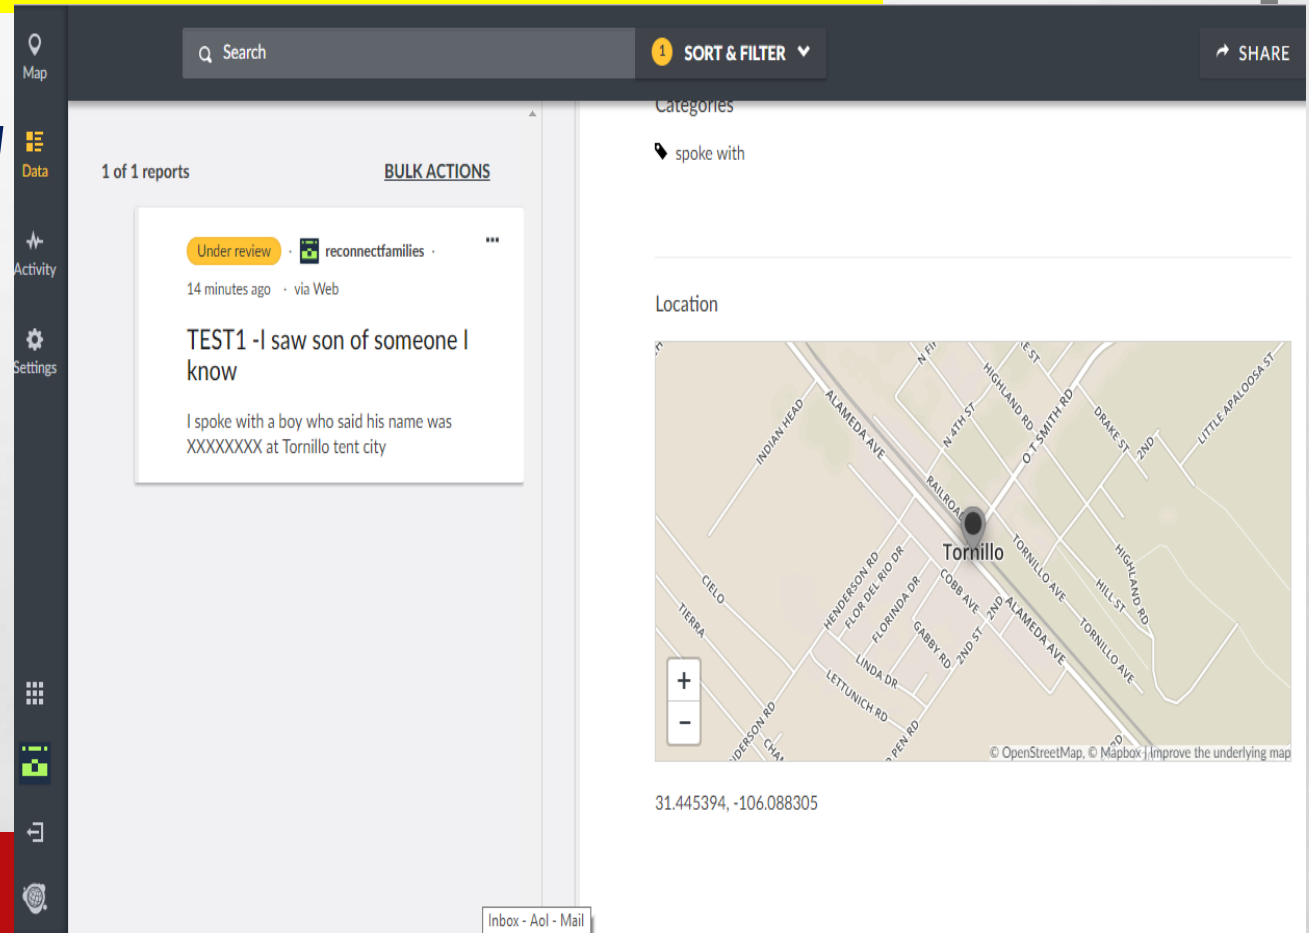 Map
Search
1 SORT & FILTER
SHARE
Data
Activity
Settings
1 of 1 reports
BULK ACTIONS
Under review · reconnectfamilies ·
14 minutes ago · via Web
TEST1 -I saw son of someone I
know
I spoke with a boy who said his name was
XXXXXXXX at Tornillo tent city
Categories
spoke with
Location
N 4TH ST
HIGHLAND RD
O.T.SMITH RD
DRAKE ST
2ND
LITTLE APALOOSA ST
INDIAN HEAD
ALAMEDA AVE
Tornillo
TORNILLO AVE
HIGHLAND RD
HILL ST
CIELO
TIERRA
HENDERSON RD
FLOR DEL RIO DR
FLORINDA DR
COBB AVE
GABBY RD
2ND ST
2ND
ALAMEDA AVE
TORNILLO AVE
LINDA DR
LETTUNICH RD
+
−
© OpenStreetMap, © Mapbox | Improve the underlying map
31.445394, -106.088305
Inbox - Aol - Mail